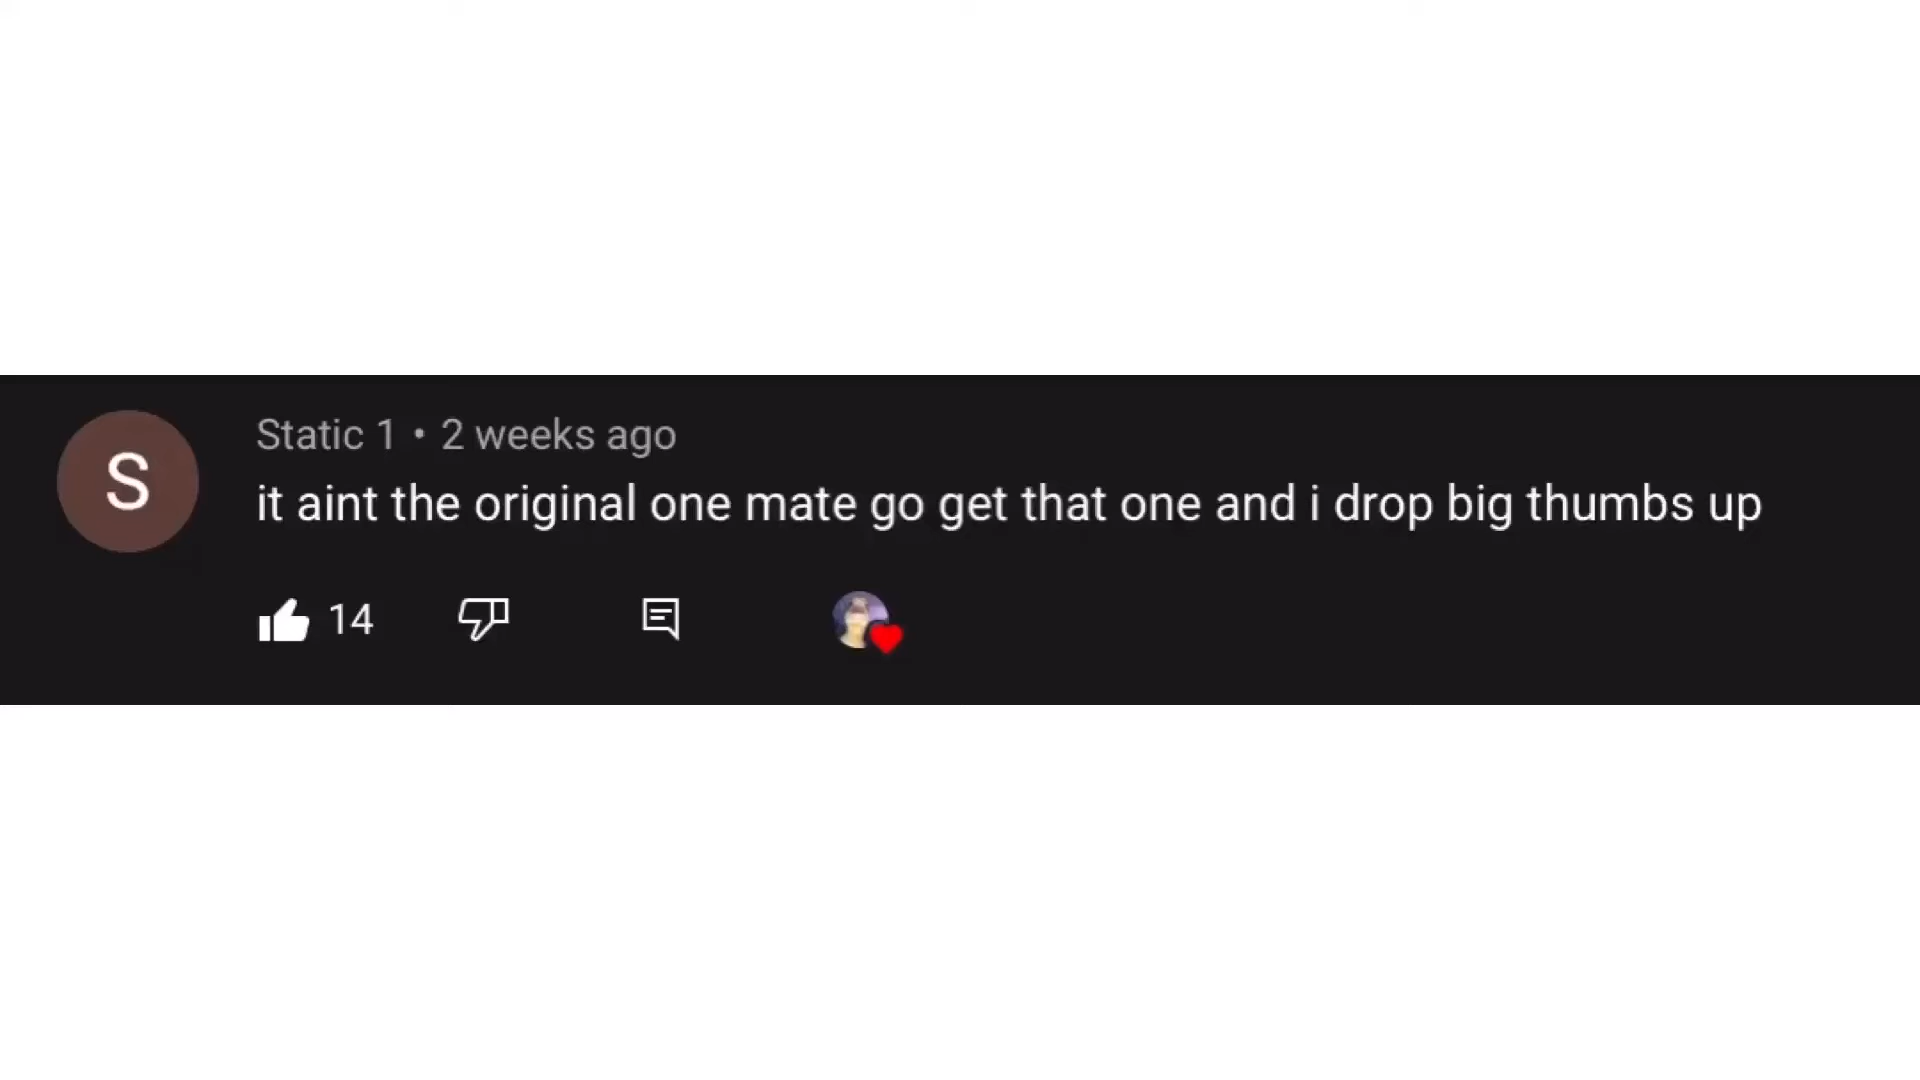 S
Static 1 • 2 weeks ago
it aint the original one mate go get that one and i drop big thumbs up
14